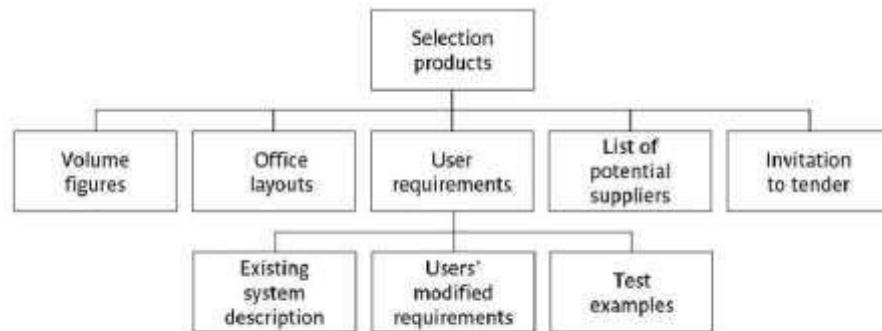 Selection
products
Volume
figures
Office
layouts
User
requirements
List of
potential
suppliers
Invitation
to tender
Existing
system
description
Users'
modified
requirements
Test
examples